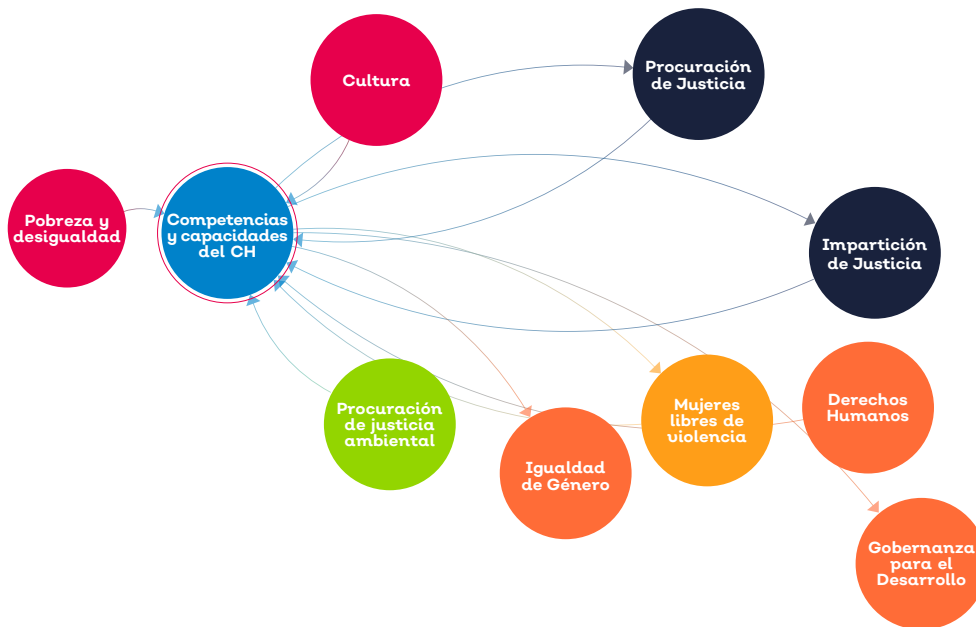 Cultura
Procuración
de Justicia
Pobreza y
desigualdad
Competencias
y capacidades
del CH
Impartición
de Justicia
Procuración
de justicia
ambiental
Igualdad
de Género
Mujeres
libres de
violencia
Derechos
Humanos
Gobernanza
para el
Desarrollo